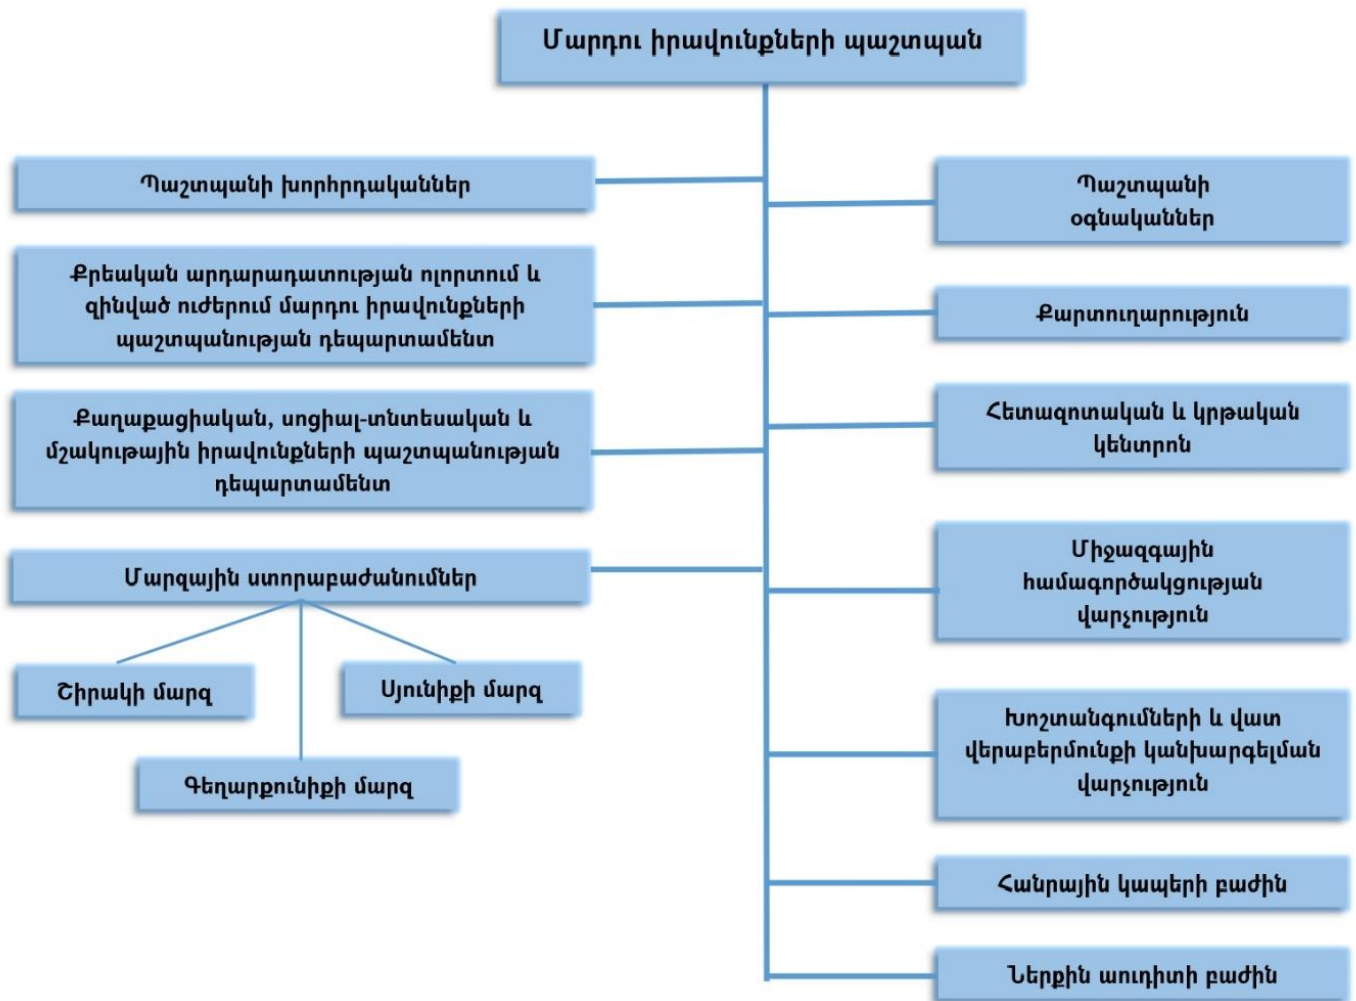 Մարդու իրավունքների պաշտպան
Պաշտպանի խորհրդականներ
Քրեական արդարադատության ոլորտում և
զինված ուժերում մարդու իրավունքների
պաշտպանության դեպարտամենտ
Քաղաքացիական, սոցիալ-տնտեսական և
մշակութային իրավունքների պաշտպանության
դեպարտամենտ
Մարզային ստորաբաժանումներ
Շիրակի մարզ
Սյունիքի մարզ
Գեղարքունիքի մարզ
Պաշտպանի
օգնականներ
Քարտուղարություն
Հետազոտական և կրթական
կենտրոն
Միջազգային
համագործակցության
վարչություն
Խոշտանգումների և վատ
վերաբերմունքի կանխարգելման
վարչություն
Հանրային կապերի բաժին
Ներքին աուդիտի բաժին